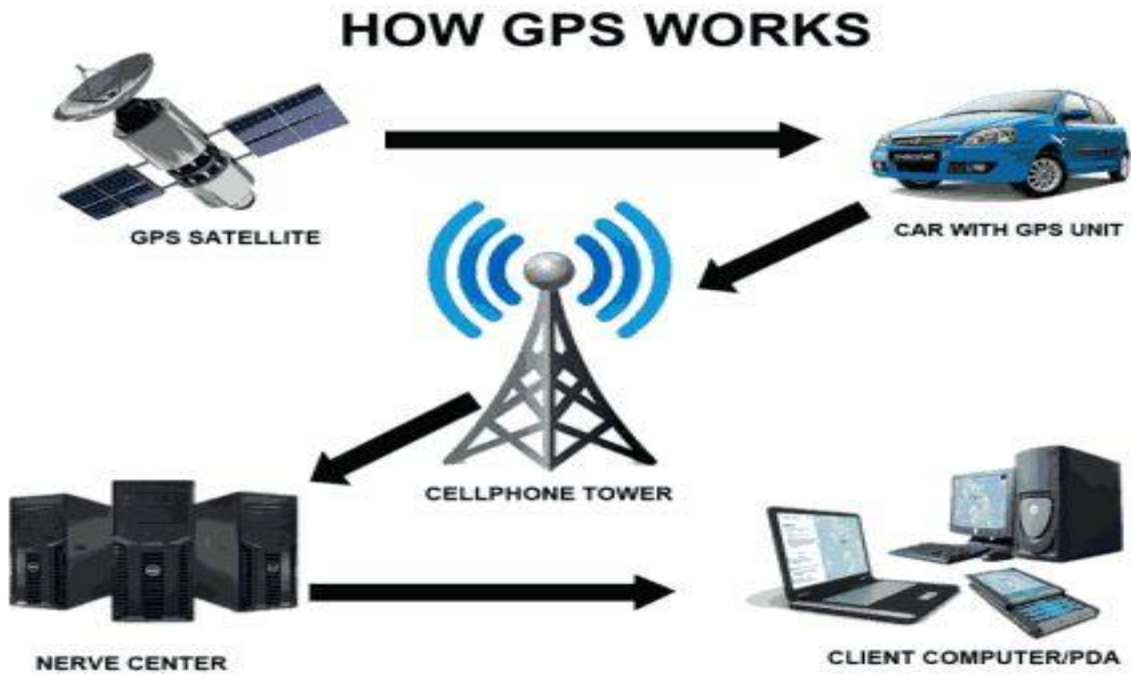 HOW GPS WORKS
GPS SATELLITE
CAR WITH GPS UNIT
CELLPHONE TOWER
NERVE CENTER
CLIENT COMPUTER/PDA